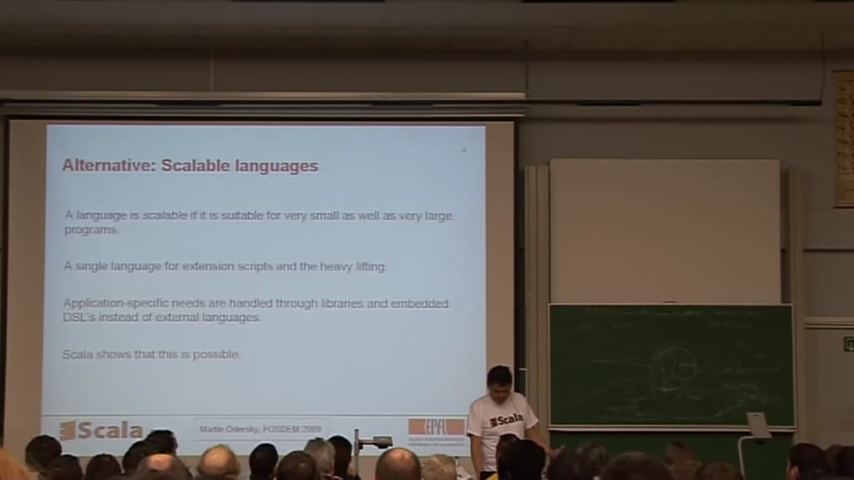 Alternative: Scalable languages
A language is scalable if it is suitable for very small as well as very large
programs.
A single language for extension scripts and the heavy lifting.
Application-specific needs are handled through libraries and embedded
DSL's instead of external languages.
Scala shows that this is possible.
Scala
Martin Odersky, FOSDEM 2009
EPFL
Scala